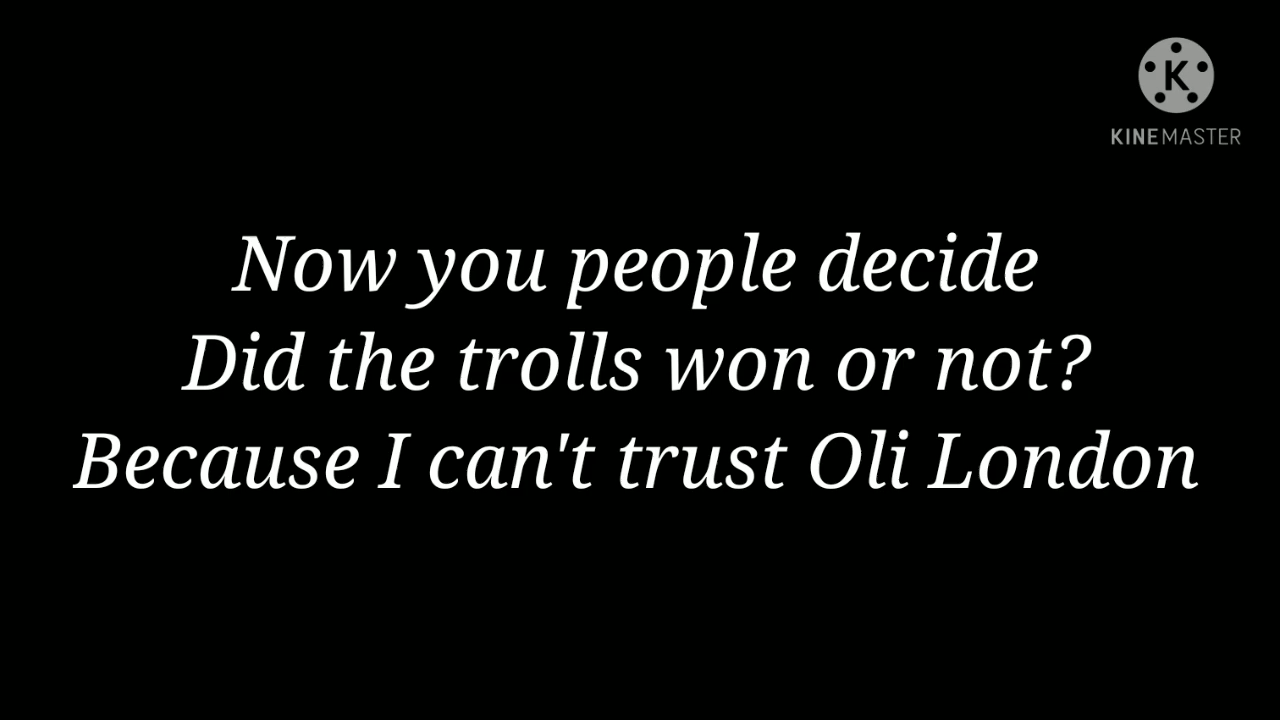 K
KINEMASTER
Now you people decide
Did the trolls won or not?
Because I can't trust Oli London